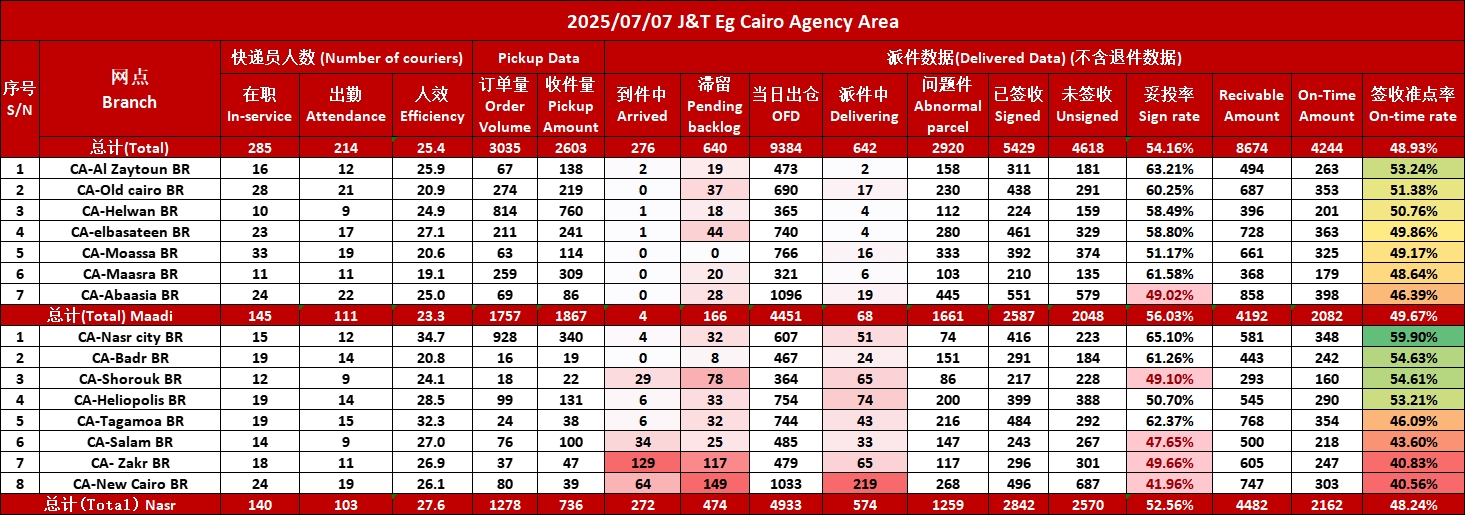 2025/07/07 J&T Eg Cairo Agency Area
序号 S/N 网点 Branch 快递员人数 (Number of couriers) Pickup Data 派件数据(Delivered Data) (不含退件数据)
在职 In-service 出勤 Attendance 人效 Efficiency 订单量 Order Volume 收件量 Pickup Amount 到件中 Arrived 滞留 Pending backlog 当日出仓 OFD 派件中 Delivering 问题件 Abnormal parcel 已签收 Signed 未签收 Unsigned 妥投率 Sign rate Recivable Amount On-Time Amount 签收准点率 On-time rate
总计(Total) 285 214 25.4 3035 2603 276 640 9384 642 2920 5429 4618 54.16% 8674 4244 48.93%
1 CA-Al Zaytoun BR 16 12 25.9 67 138 2 19 473 2 158 311 181 63.21% 494 263 53.24%
2 CA-Old cairo BR 28 21 20.9 274 219 0 37 690 17 230 438 291 60.25% 687 353 51.38%
3 CA-Helwan BR 10 9 24.9 814 760 1 18 365 4 112 224 159 58.49% 396 201 50.76%
4 CA-elbasateen BR 23 17 27.1 211 241 1 44 740 4 280 461 329 58.80% 728 363 49.86%
5 CA-Moassa BR 33 19 20.6 63 114 0 0 766 16 333 392 374 51.17% 661 325 49.17%
6 CA-Maasra BR 11 11 19.1 259 309 0 20 321 6 103 210 135 61.58% 368 179 48.64%
7 CA-Abaasia BR 24 22 25.0 69 86 0 28 1096 19 445 551 579 49.02% 858 398 46.39%
总计(Total) Maadi 145 111 23.3 1757 1867 4 166 4451 68 1661 2587 2048 56.03% 4192 2082 49.67%
1 CA-Nasr city BR 15 12 34.7 928 340 0 32 607 51 74 416 223 65.10% 581 348 59.90%
2 CA-Badr BR 19 14 20.8 16 19 0 8 467 24 151 291 184 61.26% 443 242 54.63%
3 CA-Shorouk BR 12 9 24.1 18 22 29 78 364 65 86 217 228 49.10% 293 160 54.61%
4 CA-Heliopolis BR 19 14 28.5 99 131 6 33 754 74 200 399 388 50.70% 545 290 53.21%
5 CA-Tagamoa BR 19 15 32.3 24 38 6 32 744 43 216 484 292 62.37% 768 354 46.09%
6 CA-Salam BR 14 9 27.0 76 100 34 25 485 33 147 243 267 47.65% 500 218 43.60%
7 CA- Zakr BR 18 11 26.9 37 47 129 117 479 65 117 296 301 49.66% 605 247 40.83%
8 CA-New Cairo BR 24 19 26.1 80 39 64 149 1033 219 268 496 687 41.96% 747 303 40.56%
总计(Total) Nasr 140 103 27.6 1278 736 272 474 4933 574 1259 2842 2570 52.56% 4482 2162 48.24%